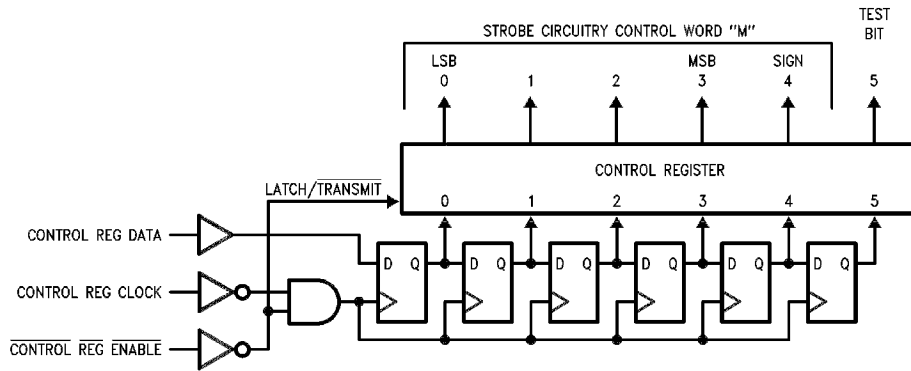 TEST
BIT
STROBE CIRCUITRY CONTROL WORD "M"
LSB MSB SIGN
0 1 2 3 4 5
CONTROL REGISTER
LATCH/TRANSMIT
0 1 2 3 4 5
CONTROL REG DATA
D Q D Q D Q D Q D Q D Q
CONTROL REG CLOCK
CONTROL REG ENABLE